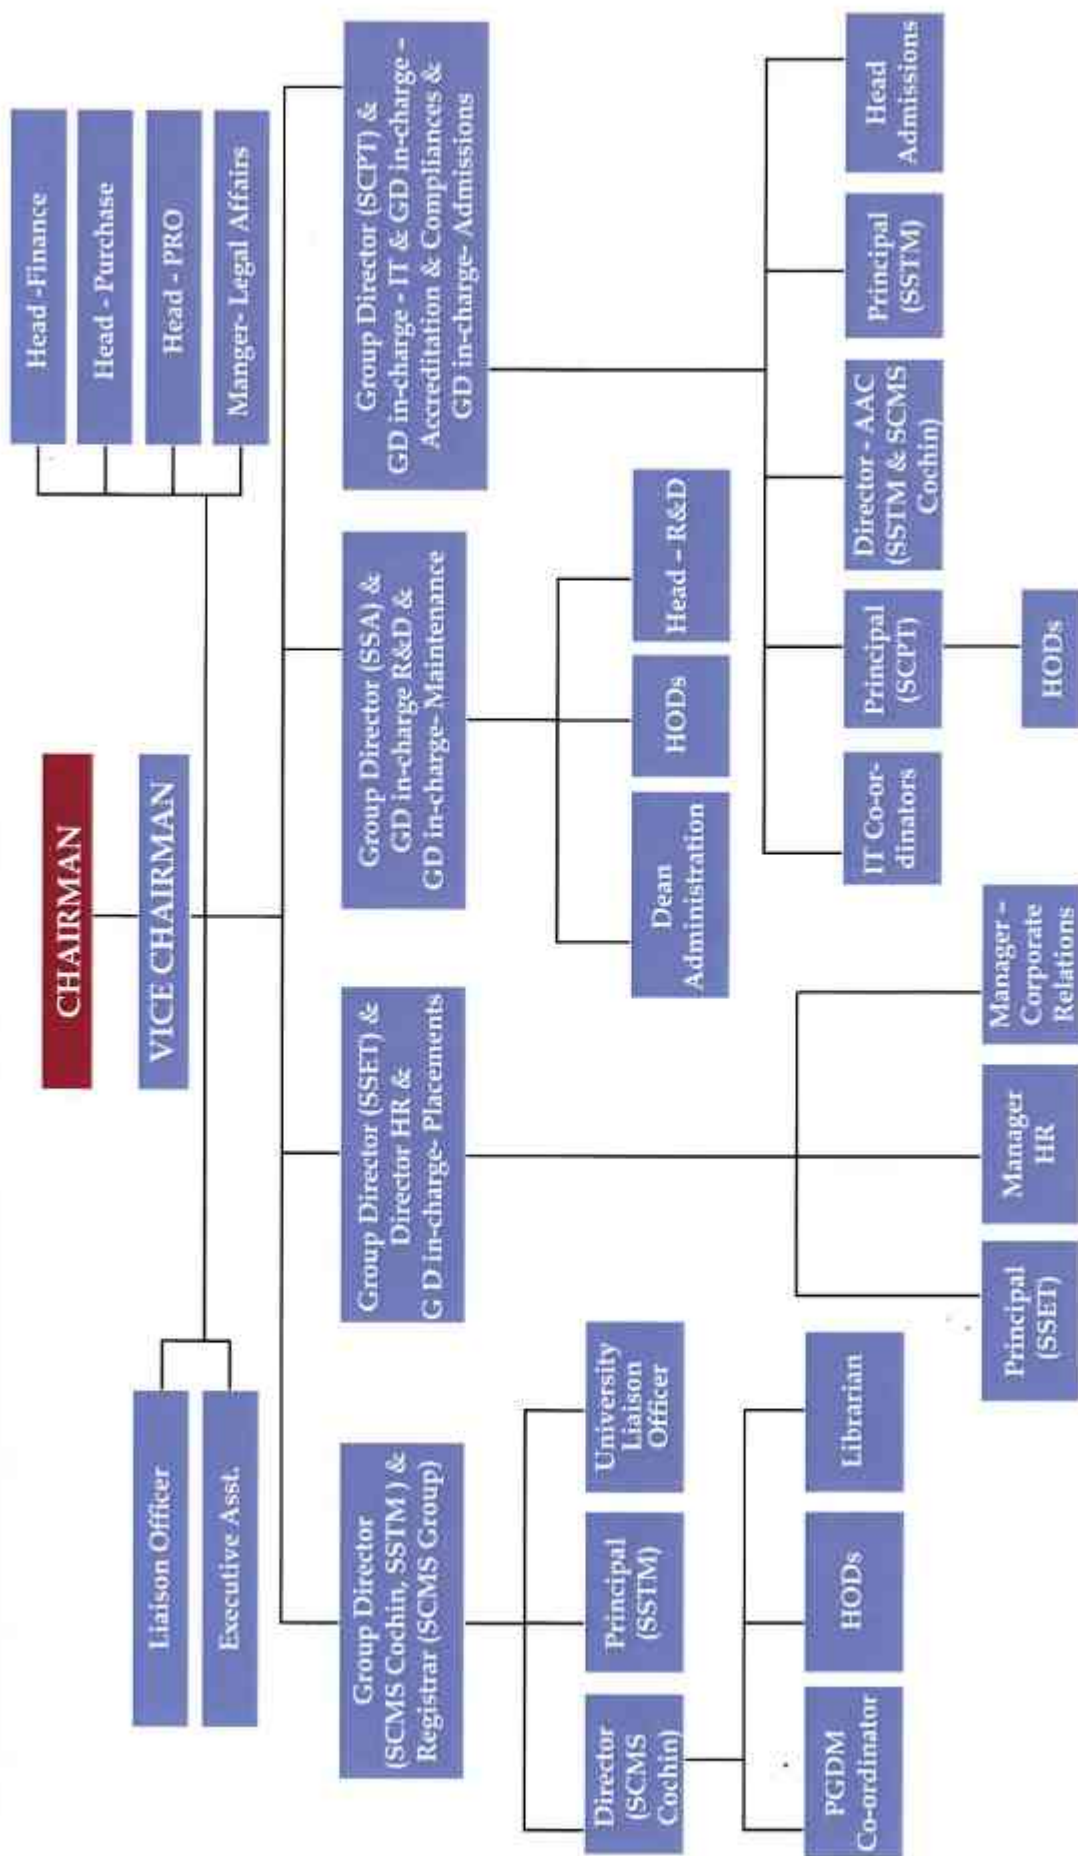 CHAIRMAN
VICE CHAIRMAN
Liaison Officer
Executive Asst.
Head -Finance
Head - Purchase
Head - PRO
Manger- Legal Affairs
Group Director
(SCMS Cochin, SSTM ) &
Registrar (SCMS Group)
Group Director (SSET) &
Director HR &
G D in-charge- Placements
Group Director (SSA) &
GD in-charge R&D &
GD in-charge- Maintenance
Group Director (SCPT) &
GD in-charge - IT & GD in-charge -
Accreditation & Compliances &
GD in-charge- Admissions
Director
(SCMS
Cochin)
Principal
(SSTM)
University
Liaison
Officer
PGDM
Co-ordinator
HODs
Librarian
Principal
(SSET)
Manager
HR
Manager –
Corporate
Relations
Dean
Administration
HODs
Head – R&D
IT Co-or-
dinators
Principal
(SCPT)
Director - AAC
(SSTM & SCMS
Cochin)
Principal
(SSTM)
Head
Admissions
HODs